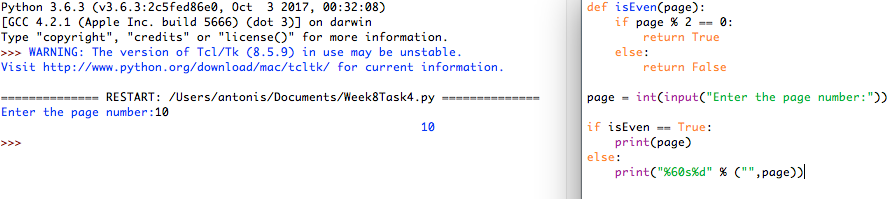 Python 3.6.3 (v3.6.3:2c5fed86e0, Oct  3 2017, 00:32:08)
[GCC 4.2.1 (Apple Inc. build 5666) (dot 3)] on darwin
Type "copyright", "credits" or "license()" for more information.
>>> WARNING: The version of Tcl/Tk (8.5.9) in use may be unstable.
Visit http://www.python.org/download/mac/tcltk/ for current information.

============== RESTART: /Users/antonis/Documents/Week8Task4.py ==============
Enter the page number:10
                                                            10
>>>

def isEven(page):
    if page % 2 == 0:
        return True
    else:
        return False

page = int(input("Enter the page number:"))

if isEven == True:
    print(page)
else:
    print("%60s%d" % ("",page))